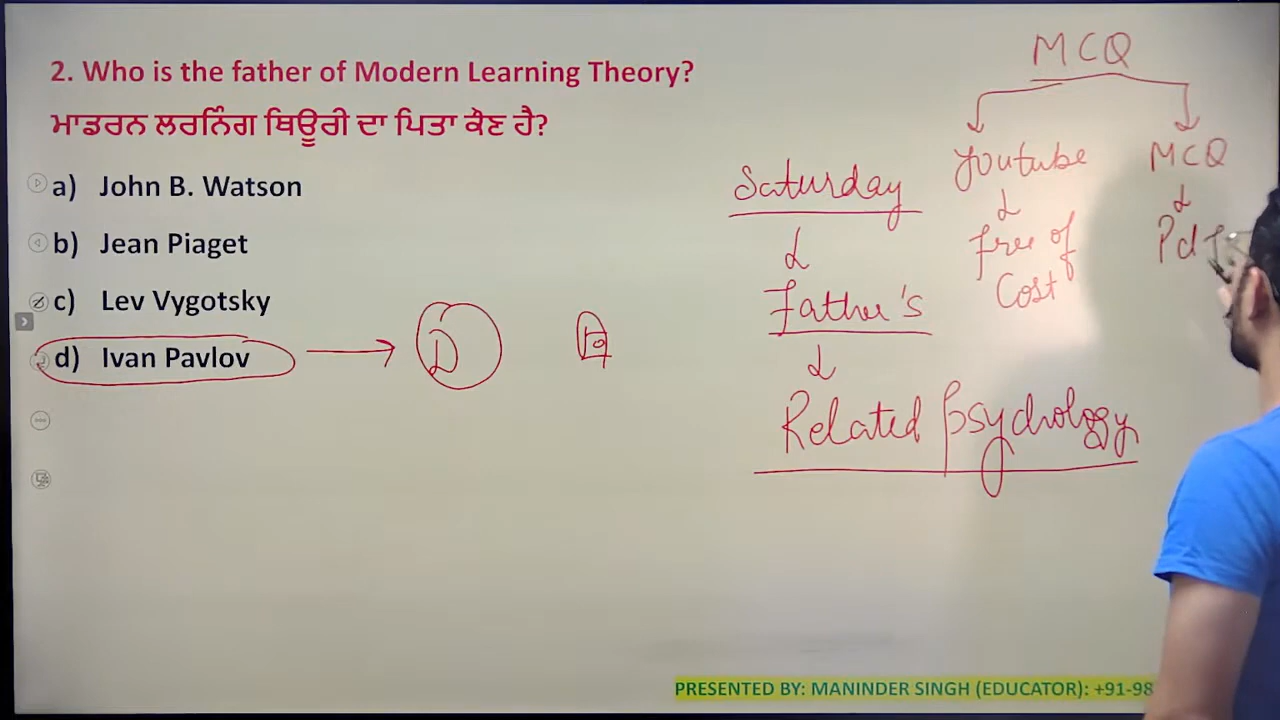 2. Who is the father of Modern Learning Theory?
ਮਾਡਰਨ ਲਰਨਿੰਗ ਥਿਊਰੀ ਦਾ ਪਿਤਾ ਕੌਣ ਹੈ?
a) John B. Watson
b) Jean Piaget
c) Lev Vygotsky
d) Ivan Pavlov
D
Saturday
Father's
Related Psychology
MCQ
Youtube
free of
Cost
MCQ
Pdf
PRESENTED BY: MANINDER SINGH (EDUCATOR): +91-98